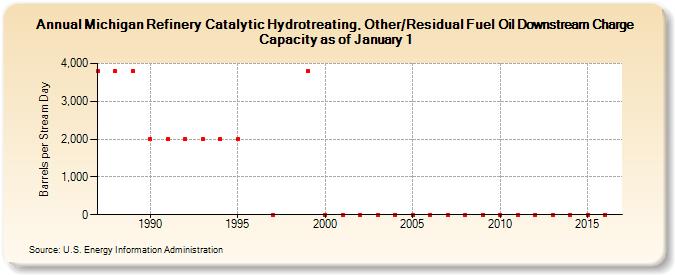 Annual Michigan Refinery Catalytic Hydrotreating, Other/Residual Fuel Oil Downstream Charge
Capacity as of January 1
Barrels per Stream Day
4,000
3,000
2,000
1,000
0
1990 1995 2000 2005 2010 2015
Source: U.S. Energy Information Administration